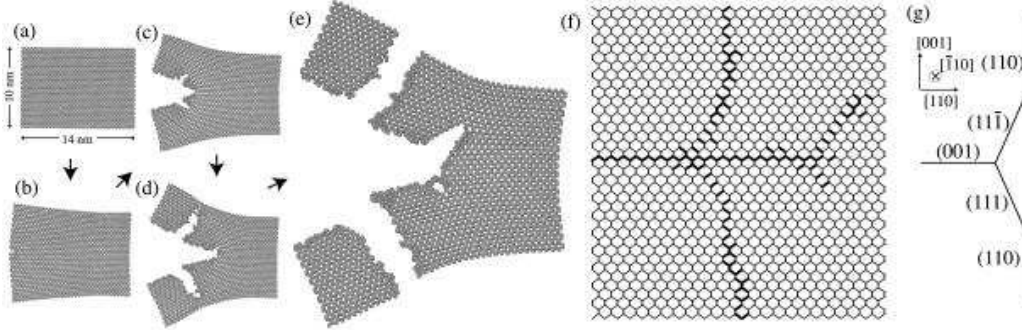 (a)
10 nm
14 nm
(b)
(c)
(d)
(e)
(f)
(g)
[001]
[1̄10]
[110]
(110)
(111̄)
(001)
(111)
(110)